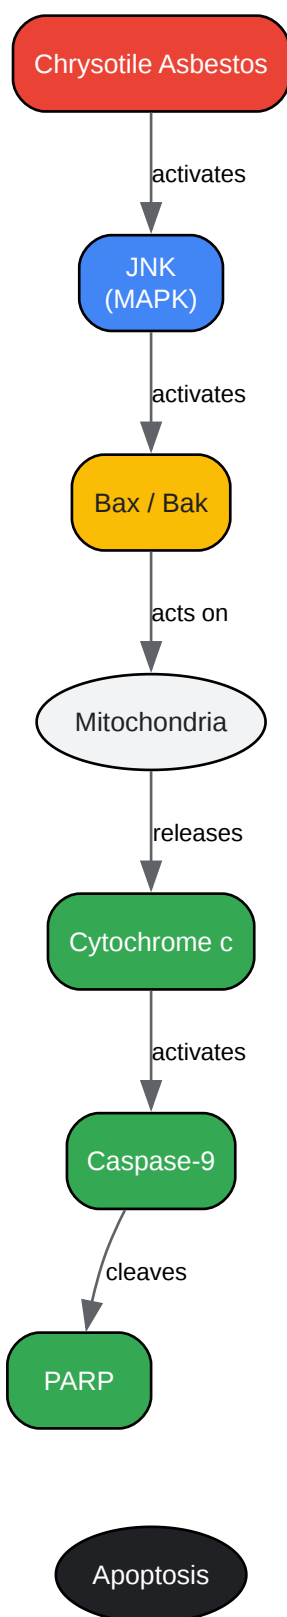 Chrysotile Asbestos
activates
JNK
(MAPK)
activates
Bax / Bak
acts on
Mitochondria
releases
Cytochrome c
activates
Caspase-9
cleaves
PARP
Apoptosis